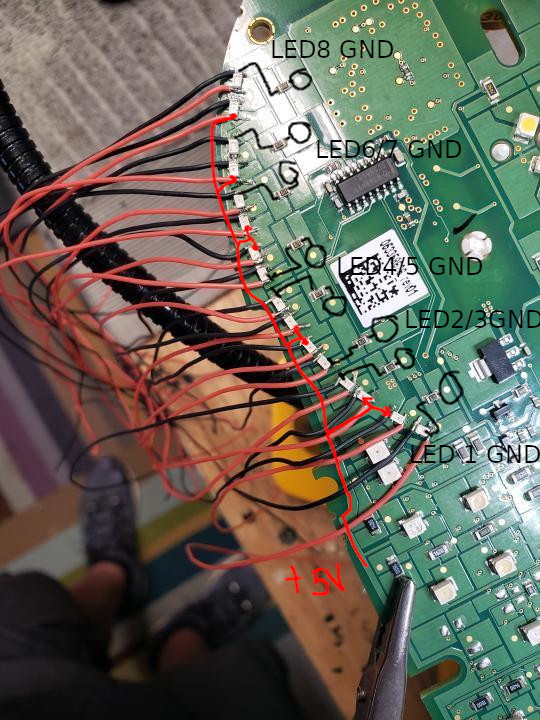 LED8 GND
LED6/7 GND
LED4/5 GND
LED2/3GND
LED 1 GND
+5V